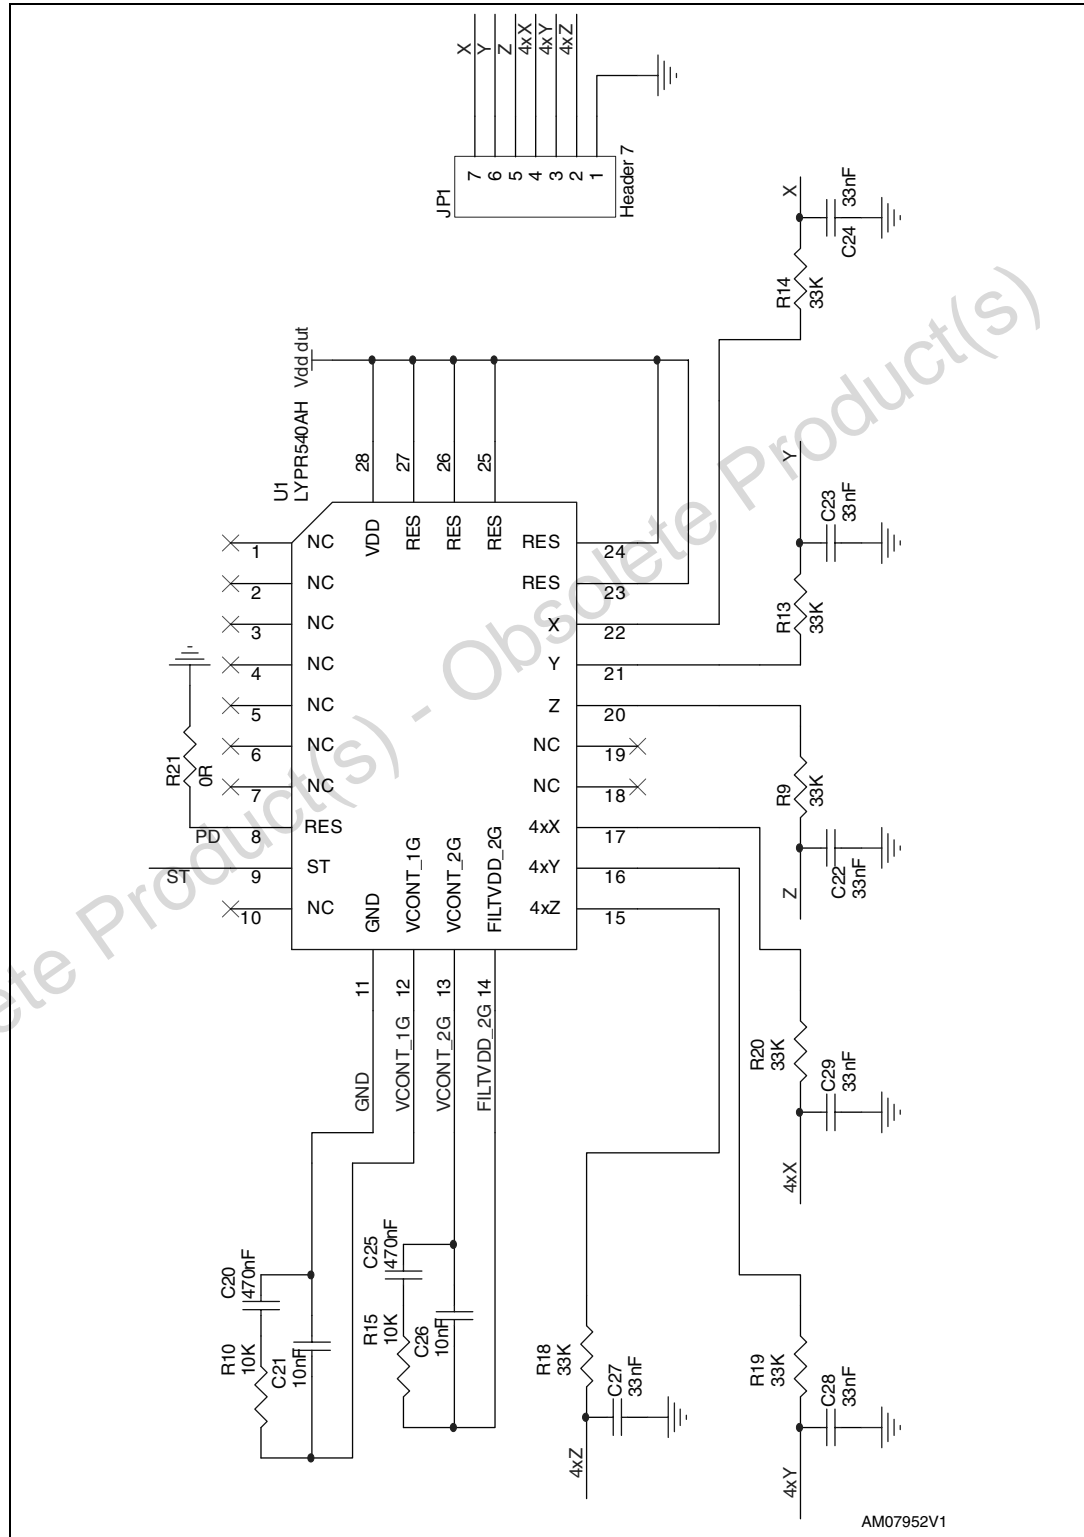 X
Y
Z
4xX
4xY
4xZ
7
6
5
4
3
2
1
JP1
Header 7
X
C24
33nF
R14
33K
Vdd dut
U1
LYPR540AH
28
27
26
25
VDD
RES
RES
RES
1
NC
2
NC
3
NC
4
NC
5
NC
6
NC
7
NC
PD
8
RES
ST
9
ST
10
NC
RES
24
RES
23
X
22
Y
21
Z
20
NC
19
NC
18
4xX
17
4xY
16
4xZ
15
GND
VCONT_1G
VCONT_2G
FILTVDD_2G
11
12
13
14
GND
VCONT_1G
VCONT_2G
FILTVDD_2G
R21
0R
Y
C23
33nF
R13
33K
R9
33K
C22
33nF
Z
R20
33K
C29
33nF
4xX
C20
470nF
R10
10K
C21
10nF
C25
470nF
R15
10K
C26
10nF
R18
33K
C27
33nF
4xZ
R19
33K
C28
33nF
4xY
ete Product(s) - Obsolete Product(s)
AM07952V1